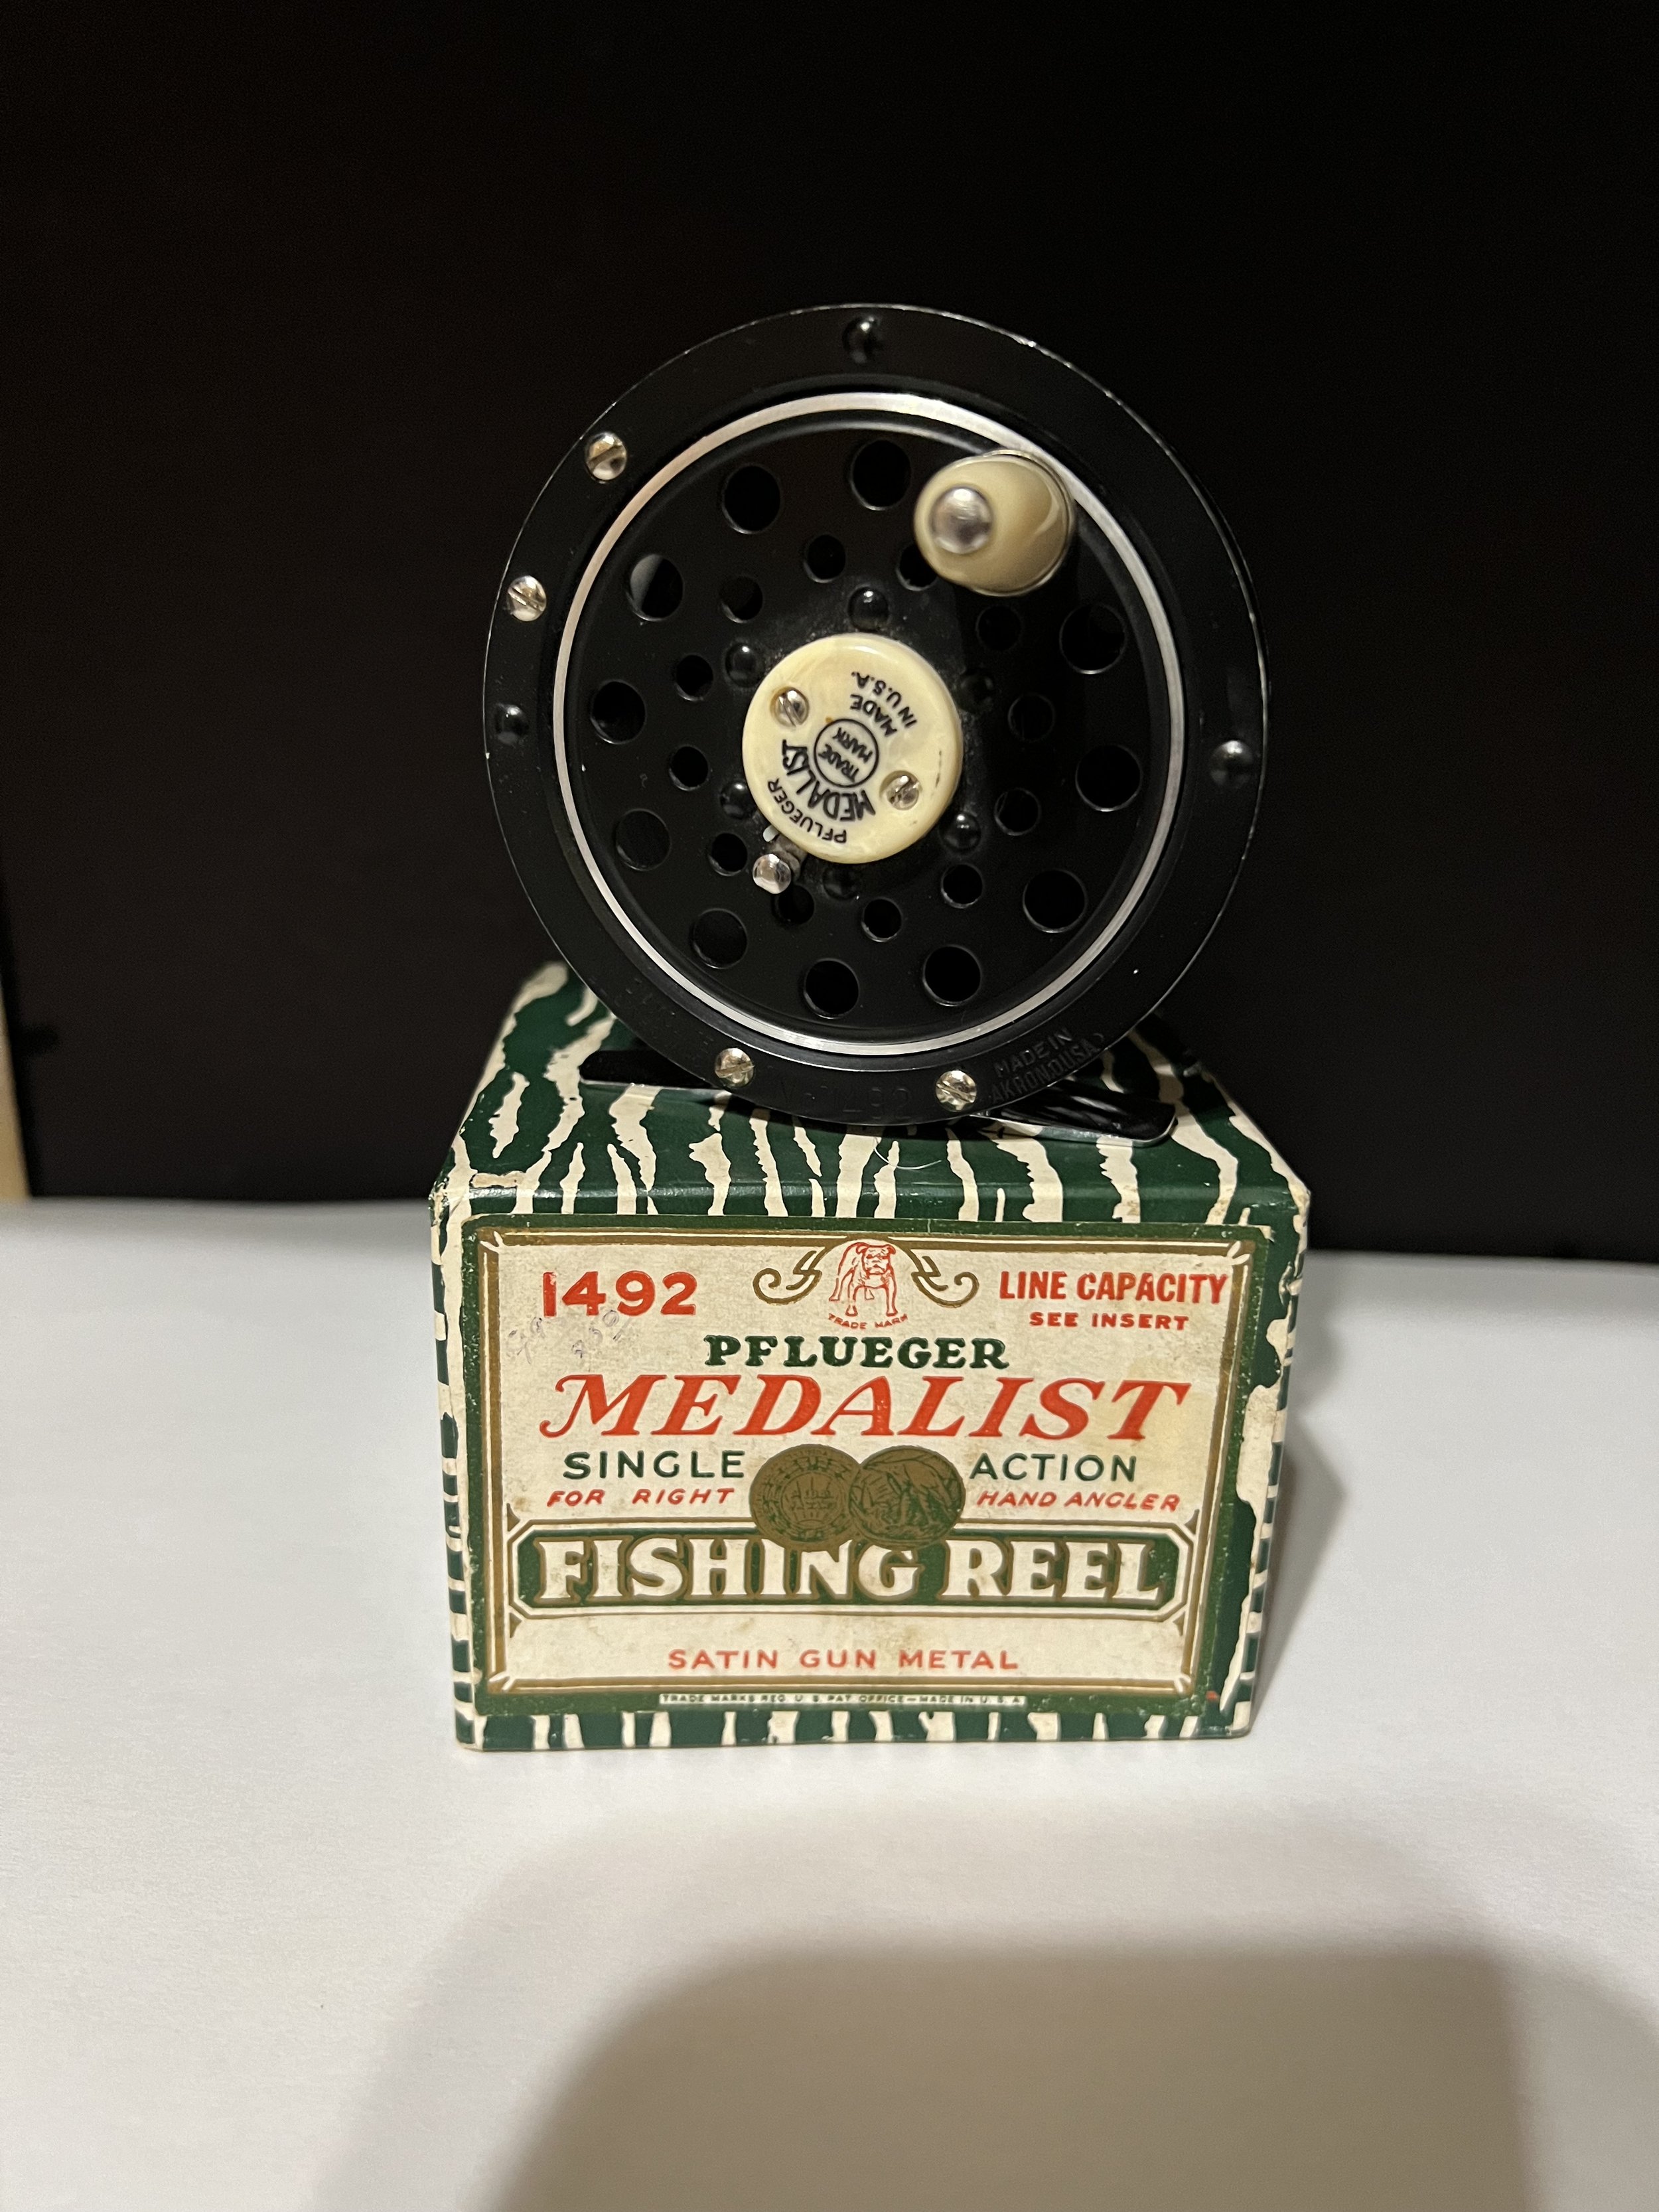 PFLUEGER
MEDALIST
TRADE
MARK
MADE
IN U.S.A.
MADE IN
AKRON, O. U.S.A.
1492
TRADE MARK
LINE CAPACITY
SEE INSERT
PFLUEGER
MEDALIST
SINGLE ACTION
FOR RIGHT HAND ANGLER
FISHING REEL
SATIN GUN METAL
TRADE MARKS REG. U. S. PAT. OFFICE—MADE IN U. S. A.